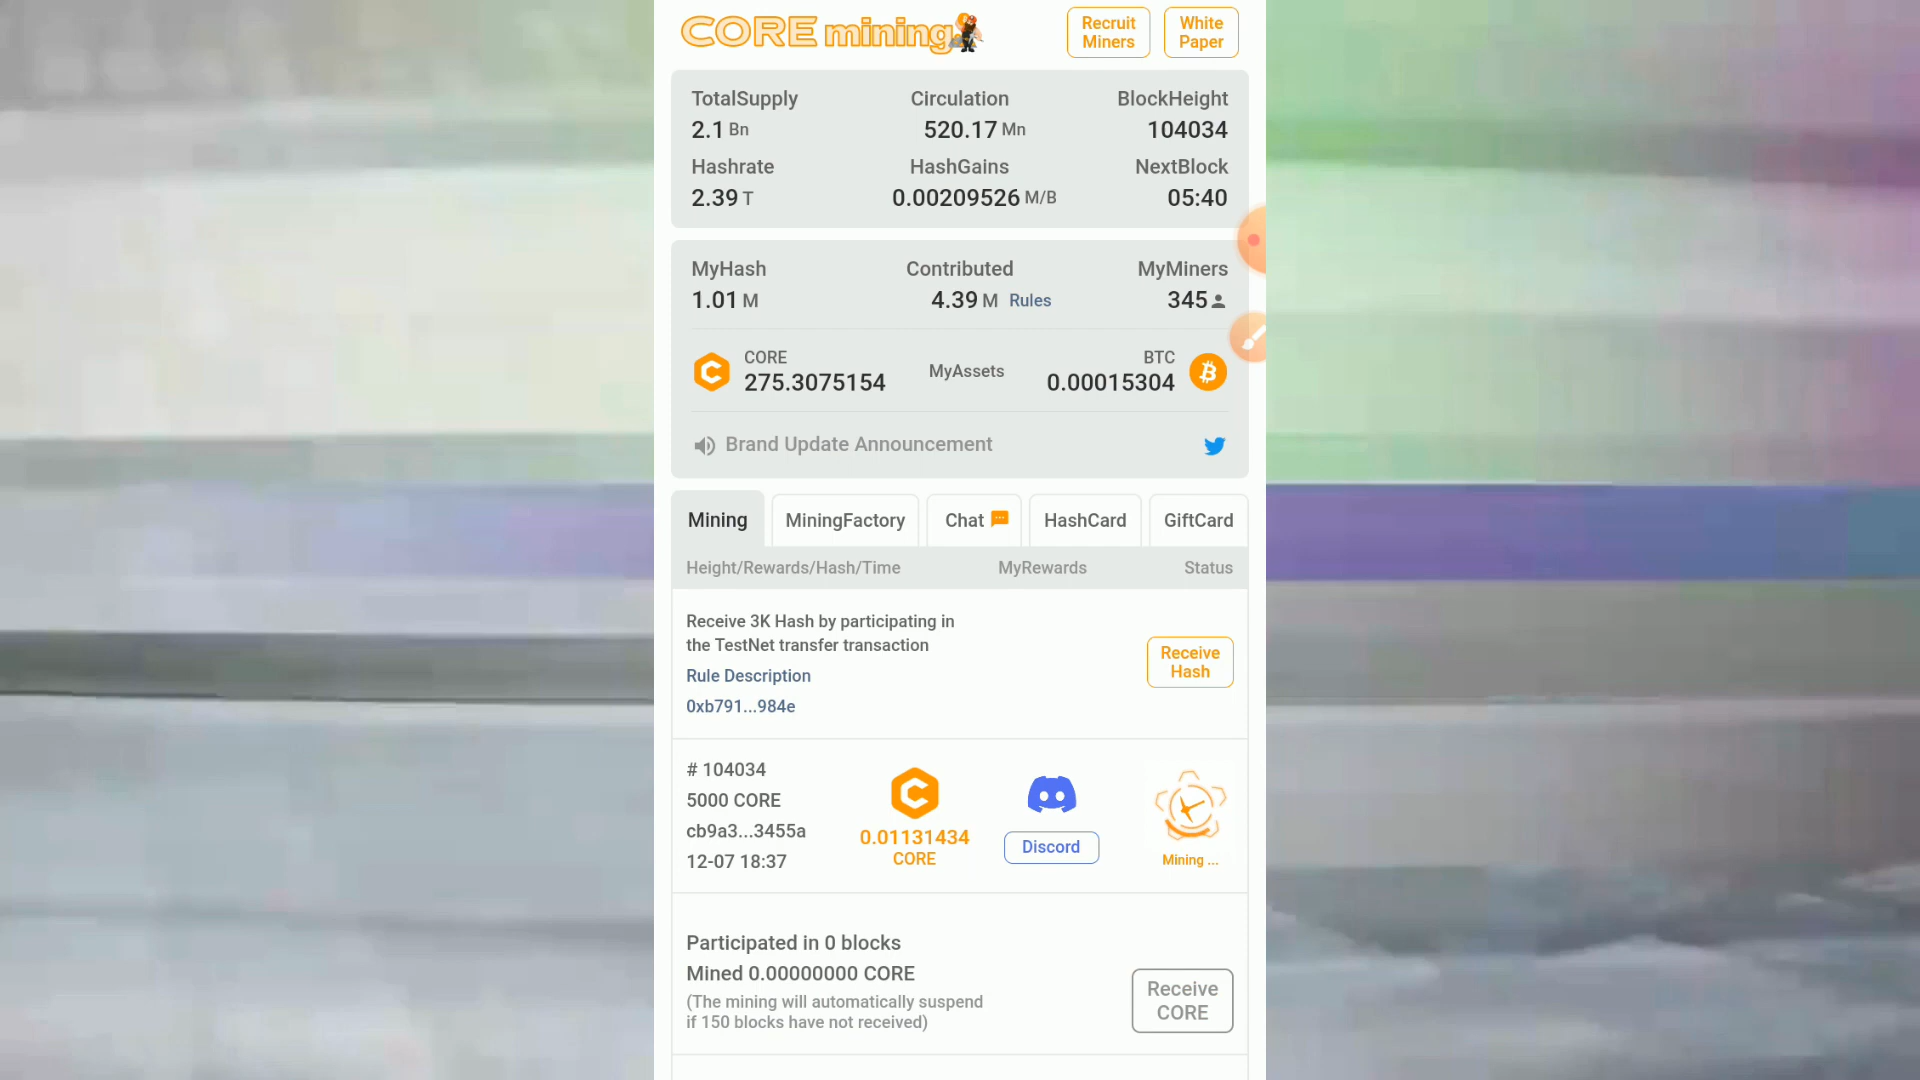 CORE mining
Recruit Miners
White Paper
TotalSupply Circulation BlockHeight
2.1 Bn 520.17 Mn 104034
Hashrate HashGains NextBlock
2.39 T 0.00209526 M/B 05:40
MyHash Contributed MyMiners
1.01 M 4.39 M Rules 345
CORE BTC
275.3075154 MyAssets 0.00015304
Brand Update Announcement
Mining MiningFactory Chat HashCard GiftCard
Height/Rewards/Hash/Time MyRewards Status
Receive 3K Hash by participating in
the TestNet transfer transaction
Rule Description
0xb791...984e
Receive
Hash
# 104034
5000 CORE
cb9a3...3455a
12-07 18:37
0.01131434
CORE
Discord
Mining ...
Participated in 0 blocks
Mined 0.00000000 CORE
(The mining will automatically suspend
if 150 blocks have not received)
Receive
CORE